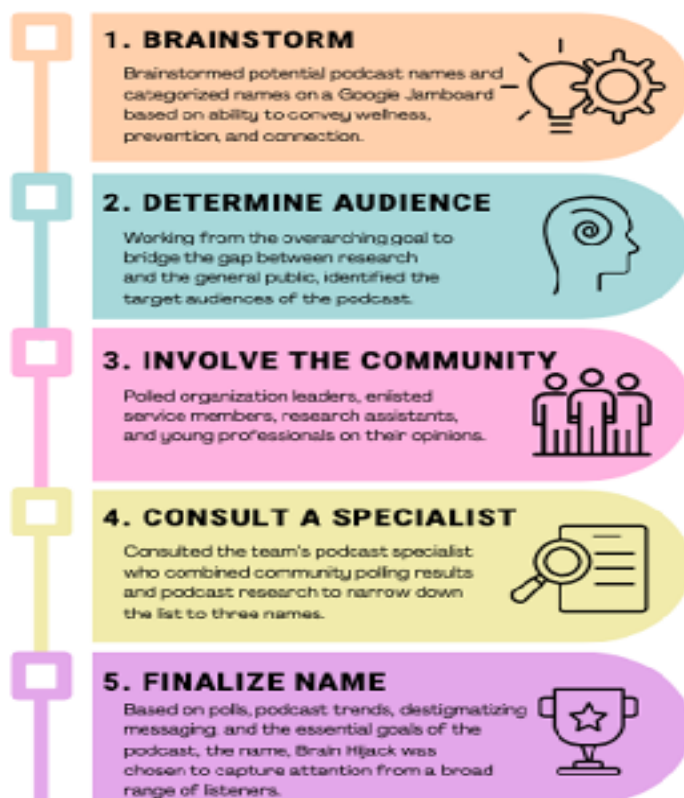 1. BRAINSTORM
Brainstormed potential podcast names and
categorized names on a Google Jamboard
based on ability to convey wellness,
prevention, and connection.
2. DETERMINE AUDIENCE
Working from the overarching goal to
bridge the gap between research
and the general public, identified the
target audiences of the podcast.
3. INVOLVE THE COMMUNITY
Polled organization leaders, enlisted
service members, research assistants,
and young professionals on their opinions.
4. CONSULT A SPECIALIST
Consulted the team's podcast specialist
who combined community polling results
and podcast research to narrow down
the list to three names.
5. FINALIZE NAME
Based on polls, podcast trends, destigmatizing
messaging, and the essential goals of the
podcast, the name, Brain Hijack was
chosen to capture attention from a broad
range of listeners.